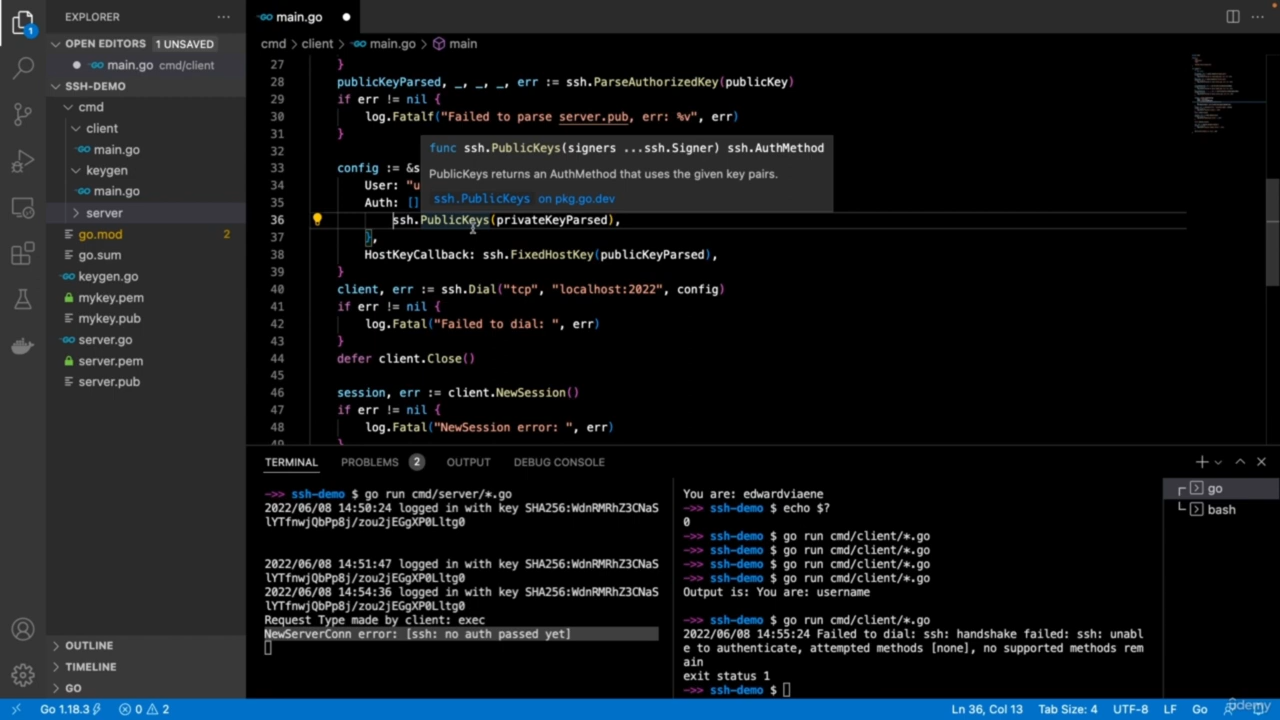 EXPLORER
OPEN EDITORS 1 UNSAVED
main.go cmd/client
SSH-DEMO
cmd
client
main.go
keygen
main.go
server
go.mod 2
go.sum
keygen.go
mykey.pem
mykey.pub
server.go
server.pem
server.pub
OUTLINE
TIMELINE
GO
1
main.go
cmd > client > main.go > main
27 }
28 publicKeyParsed, _, _, _, err := ssh.ParseAuthorizedKey(publicKey)
29 if err != nil {
30 log.Fatalf("Failed to parse server.pub, err: %v", err)
31 }
32
func ssh.PublicKeys(signers ...ssh.Signer) ssh.AuthMethod
PublicKeys returns an AuthMethod that uses the given key pairs.
ssh.PublicKeys on pkg.go.dev
33 config := &s
34 User: "u
35 Auth: []
36 ssh.PublicKeys(privateKeyParsed),
37 },
38 HostKeyCallback: ssh.FixedHostKey(publicKeyParsed),
39 }
40 client, err := ssh.Dial("tcp", "localhost:2022", config)
41 if err != nil {
42 log.Fatal("Failed to dial: ", err)
43 }
44 defer client.Close()
45
46 session, err := client.NewSession()
47 if err != nil {
48 log.Fatal("NewSession error: ", err)
49 }
TERMINAL PROBLEMS 2 OUTPUT DEBUG CONSOLE
->> ssh-demo $ go run cmd/server/*.go
2022/06/08 14:50:24 logged in with key SHA256:WdnRMRhZ3CNaS
lYTfnwjQbPp8j/zou2jEGgXP0Lltg0
2022/06/08 14:51:47 logged in with key SHA256:WdnRMRhZ3CNaS
lYTfnwjQbPp8j/zou2jEGgXP0Lltg0
2022/06/08 14:54:36 logged in with key SHA256:WdnRMRhZ3CNaS
lYTfnwjQbPp8j/zou2jEGgXP0Lltg0
Request Type made by client: exec
NewServerConn error: [ssh: no auth passed yet]
You are: edwardviaene
->> ssh-demo $ echo $?
0
->> ssh-demo $ go run cmd/client/*.go
->> ssh-demo $ go run cmd/client/*.go
->> ssh-demo $ go run cmd/client/*.go
Output is: You are: username
->> ssh-demo $ go run cmd/client/*.go
2022/06/08 14:55:24 Failed to dial: ssh: handshake failed: ssh: unabl
e to authenticate, attempted methods [none], no supported methods rem
ain
exit status 1
->> ssh-demo $
go
bash
Go 1.18.3 0 2
Ln 36, Col 13 Tab Size: 4 UTF-8 LF Go
udemy